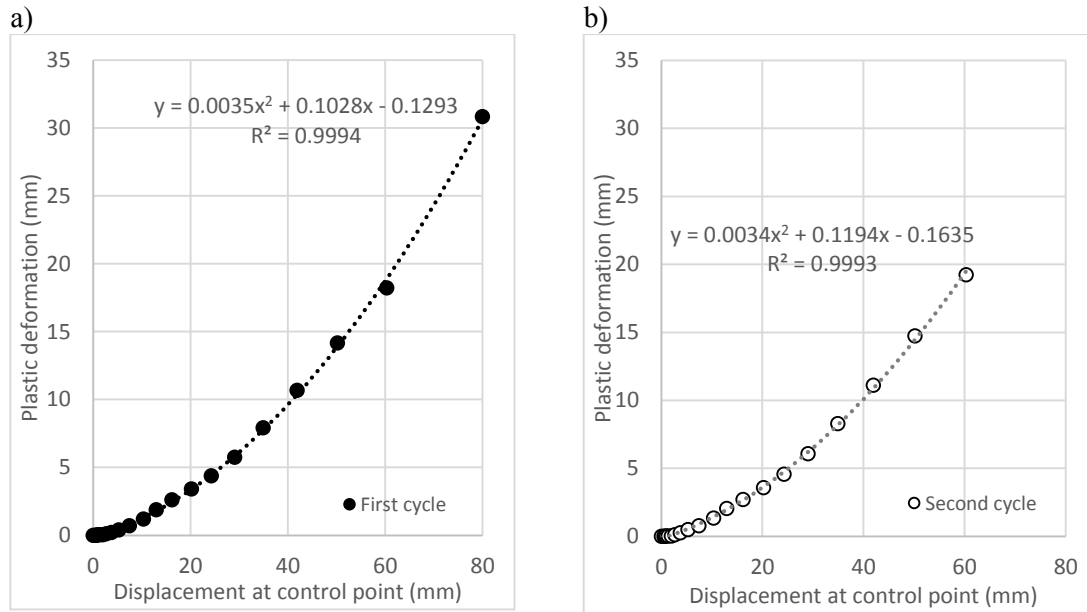 a)
35
30
25
20
15
10
5
0
Plastic deformation (mm)
y = 0.0035x² + 0.1028x - 0.1293
R² = 0.9994
First cycle
0 20 40 60 80
Displacement at control point (mm)
b)
35
30
25
20
15
10
5
0
Plastic deformation (mm)
y = 0.0034x² + 0.1194x - 0.1635
R² = 0.9993
Second cycle
0 20 40 60 80
Displacement at control point (mm)